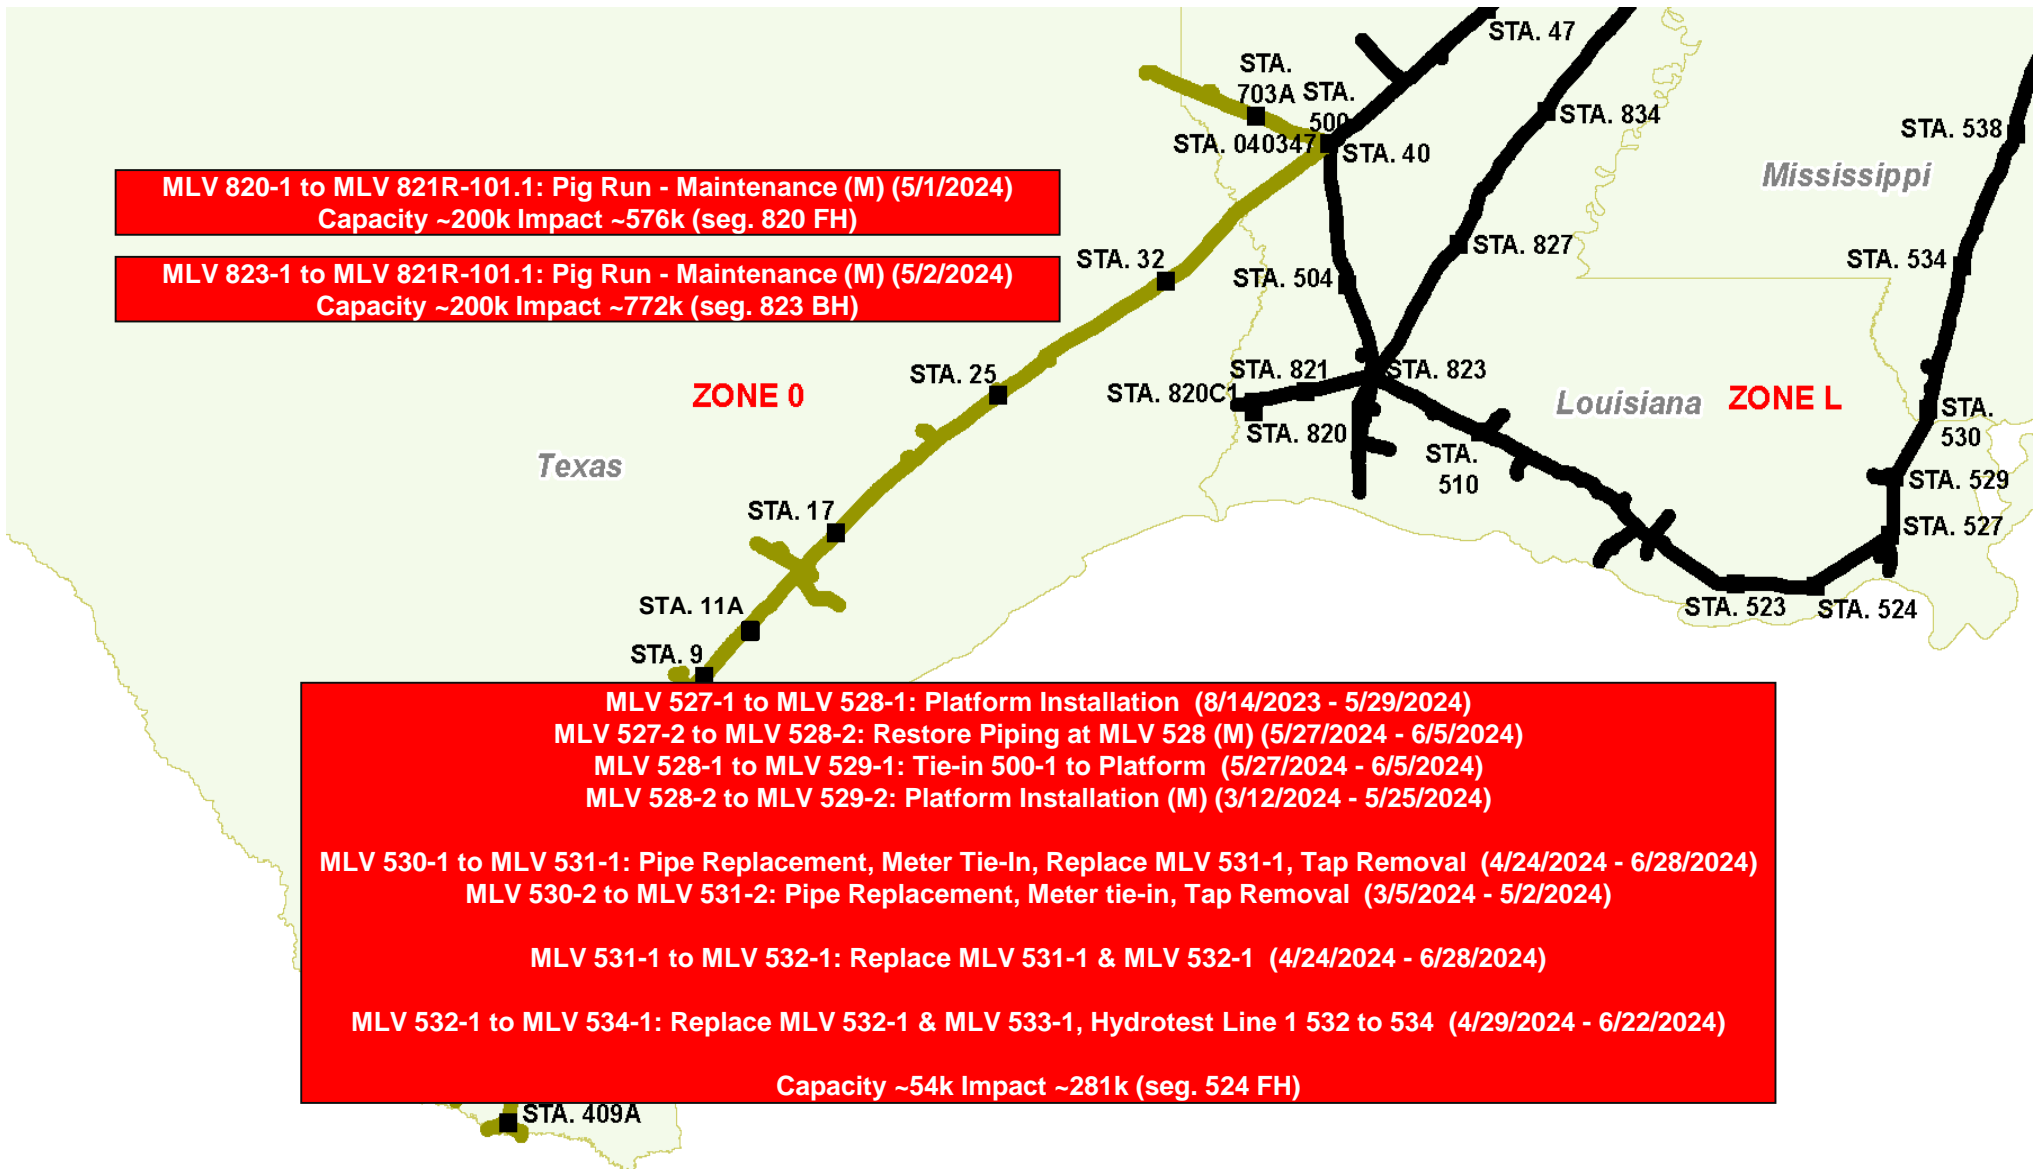 STA. 47
STA.
703A
STA.
500
STA. 834
STA. 538
STA. 040347
STA. 40
Mississippi
MLV 820-1 to MLV 821R-101.1: Pig Run - Maintenance (M) (5/1/2024)
Capacity ~200k Impact ~576k (seg. 820 FH)
STA. 827
STA. 534
STA. 32
MLV 823-1 to MLV 821R-101.1: Pig Run - Maintenance (M) (5/2/2024)
Capacity ~200k Impact ~772k (seg. 823 BH)
STA. 504
STA. 25
STA. 821
STA. 823
ZONE 0
STA. 820C1
Louisiana
ZONE L
STA.
530
STA. 820
STA.
510
Texas
STA. 529
STA. 17
STA. 527
STA. 11A
STA. 523
STA. 524
STA. 9
MLV 527-1 to MLV 528-1: Platform Installation (8/14/2023 - 5/29/2024)
MLV 527-2 to MLV 528-2: Restore Piping at MLV 528 (M) (5/27/2024 - 6/5/2024)
MLV 528-1 to MLV 529-1: Tie-in 500-1 to Platform (5/27/2024 - 6/5/2024)
MLV 528-2 to MLV 529-2: Platform Installation (M) (3/12/2024 - 5/25/2024)
MLV 530-1 to MLV 531-1: Pipe Replacement, Meter Tie-In, Replace MLV 531-1, Tap Removal (4/24/2024 - 6/28/2024)
MLV 530-2 to MLV 531-2: Pipe Replacement, Meter tie-in, Tap Removal (3/5/2024 - 5/2/2024)
MLV 531-1 to MLV 532-1: Replace MLV 531-1 & MLV 532-1 (4/24/2024 - 6/28/2024)
MLV 532-1 to MLV 534-1: Replace MLV 532-1 & MLV 533-1, Hydrotest Line 1 532 to 534 (4/29/2024 - 6/22/2024)
Capacity ~54k Impact ~281k (seg. 524 FH)
STA. 409A